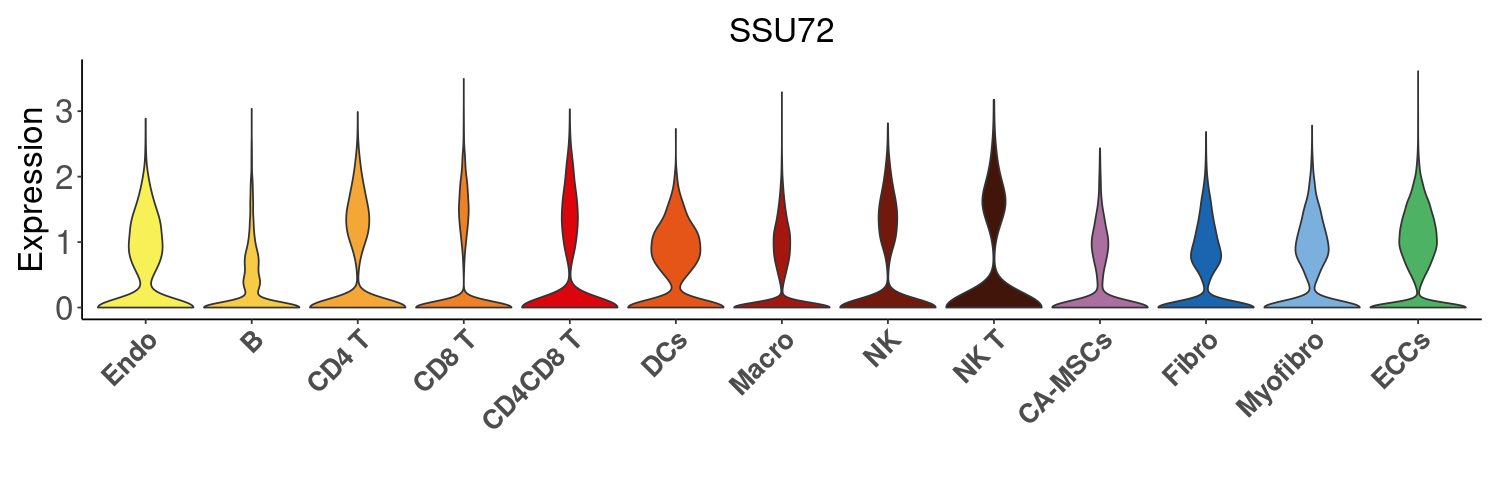 SSU72
Expression
3
2
1
0
Endo
B
CD4 T
CD8 T
CD4CD8 T
DCs
Macro
NK
NK T
CA-MSCs
Fibro
Myofibro
ECCs